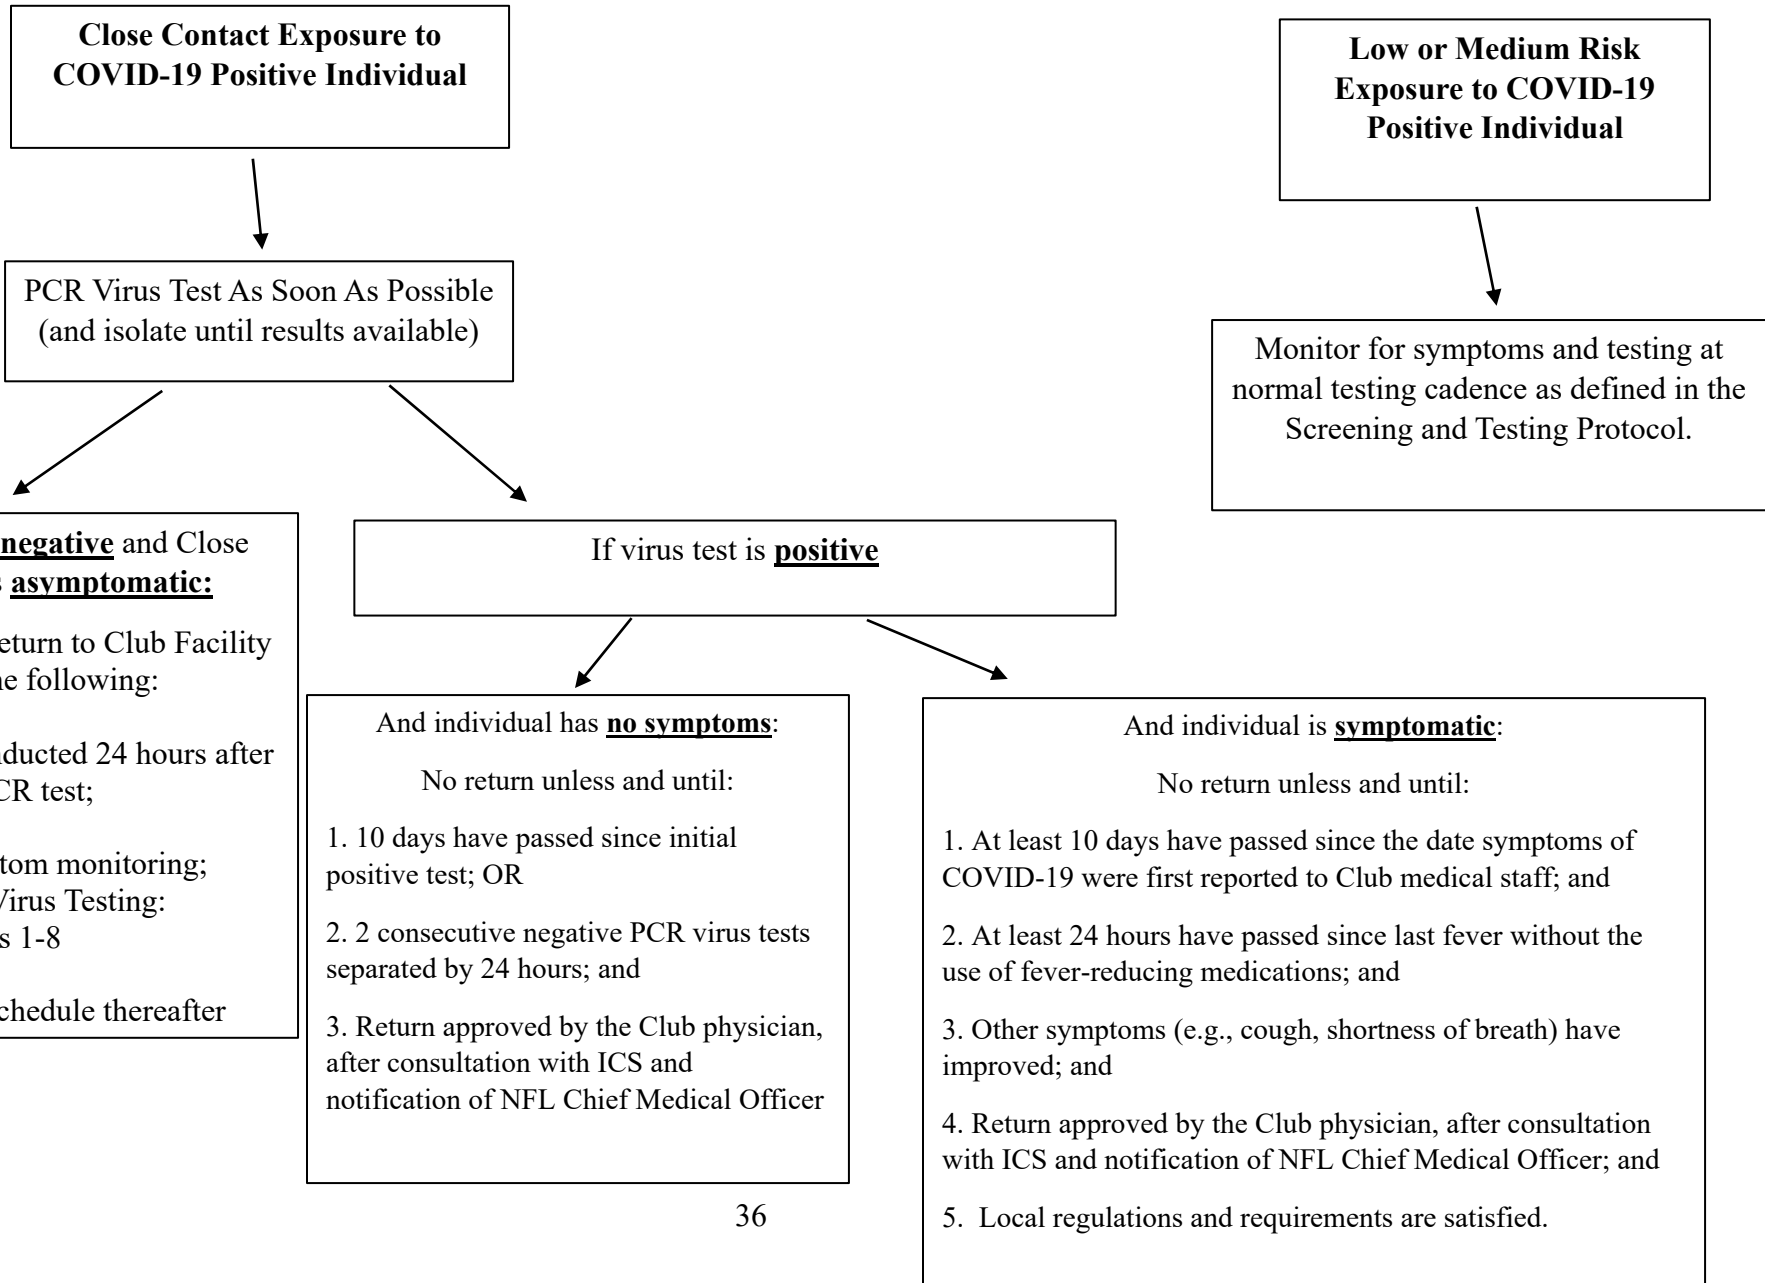 Close Contact Exposure to
COVID-19 Positive Individual
Low or Medium Risk
Exposure to COVID-19
Positive Individual
PCR Virus Test As Soon As Possible
(and isolate until results available)
Monitor for symptoms and testing at
normal testing cadence as defined in the
Screening and Testing Protocol.
negative and Close
asymptomatic:
eturn to Club Facility
following:
nducted 24 hours after
CR test;
tom monitoring;
Virus Testing:
s 1-8
chedule thereafter
If virus test is positive
And individual has no symptoms:
No return unless and until:
1. 10 days have passed since initial
positive test; OR
2. 2 consecutive negative PCR virus tests
separated by 24 hours; and
3. Return approved by the Club physician,
after consultation with ICS and
notification of NFL Chief Medical Officer
And individual is symptomatic:
No return unless and until:
1. At least 10 days have passed since the date symptoms of
COVID-19 were first reported to Club medical staff; and
2. At least 24 hours have passed since last fever without the
use of fever-reducing medications; and
3. Other symptoms (e.g., cough, shortness of breath) have
improved; and
4. Return approved by the Club physician, after consultation
with ICS and notification of NFL Chief Medical Officer; and
5. Local regulations and requirements are satisfied.
36